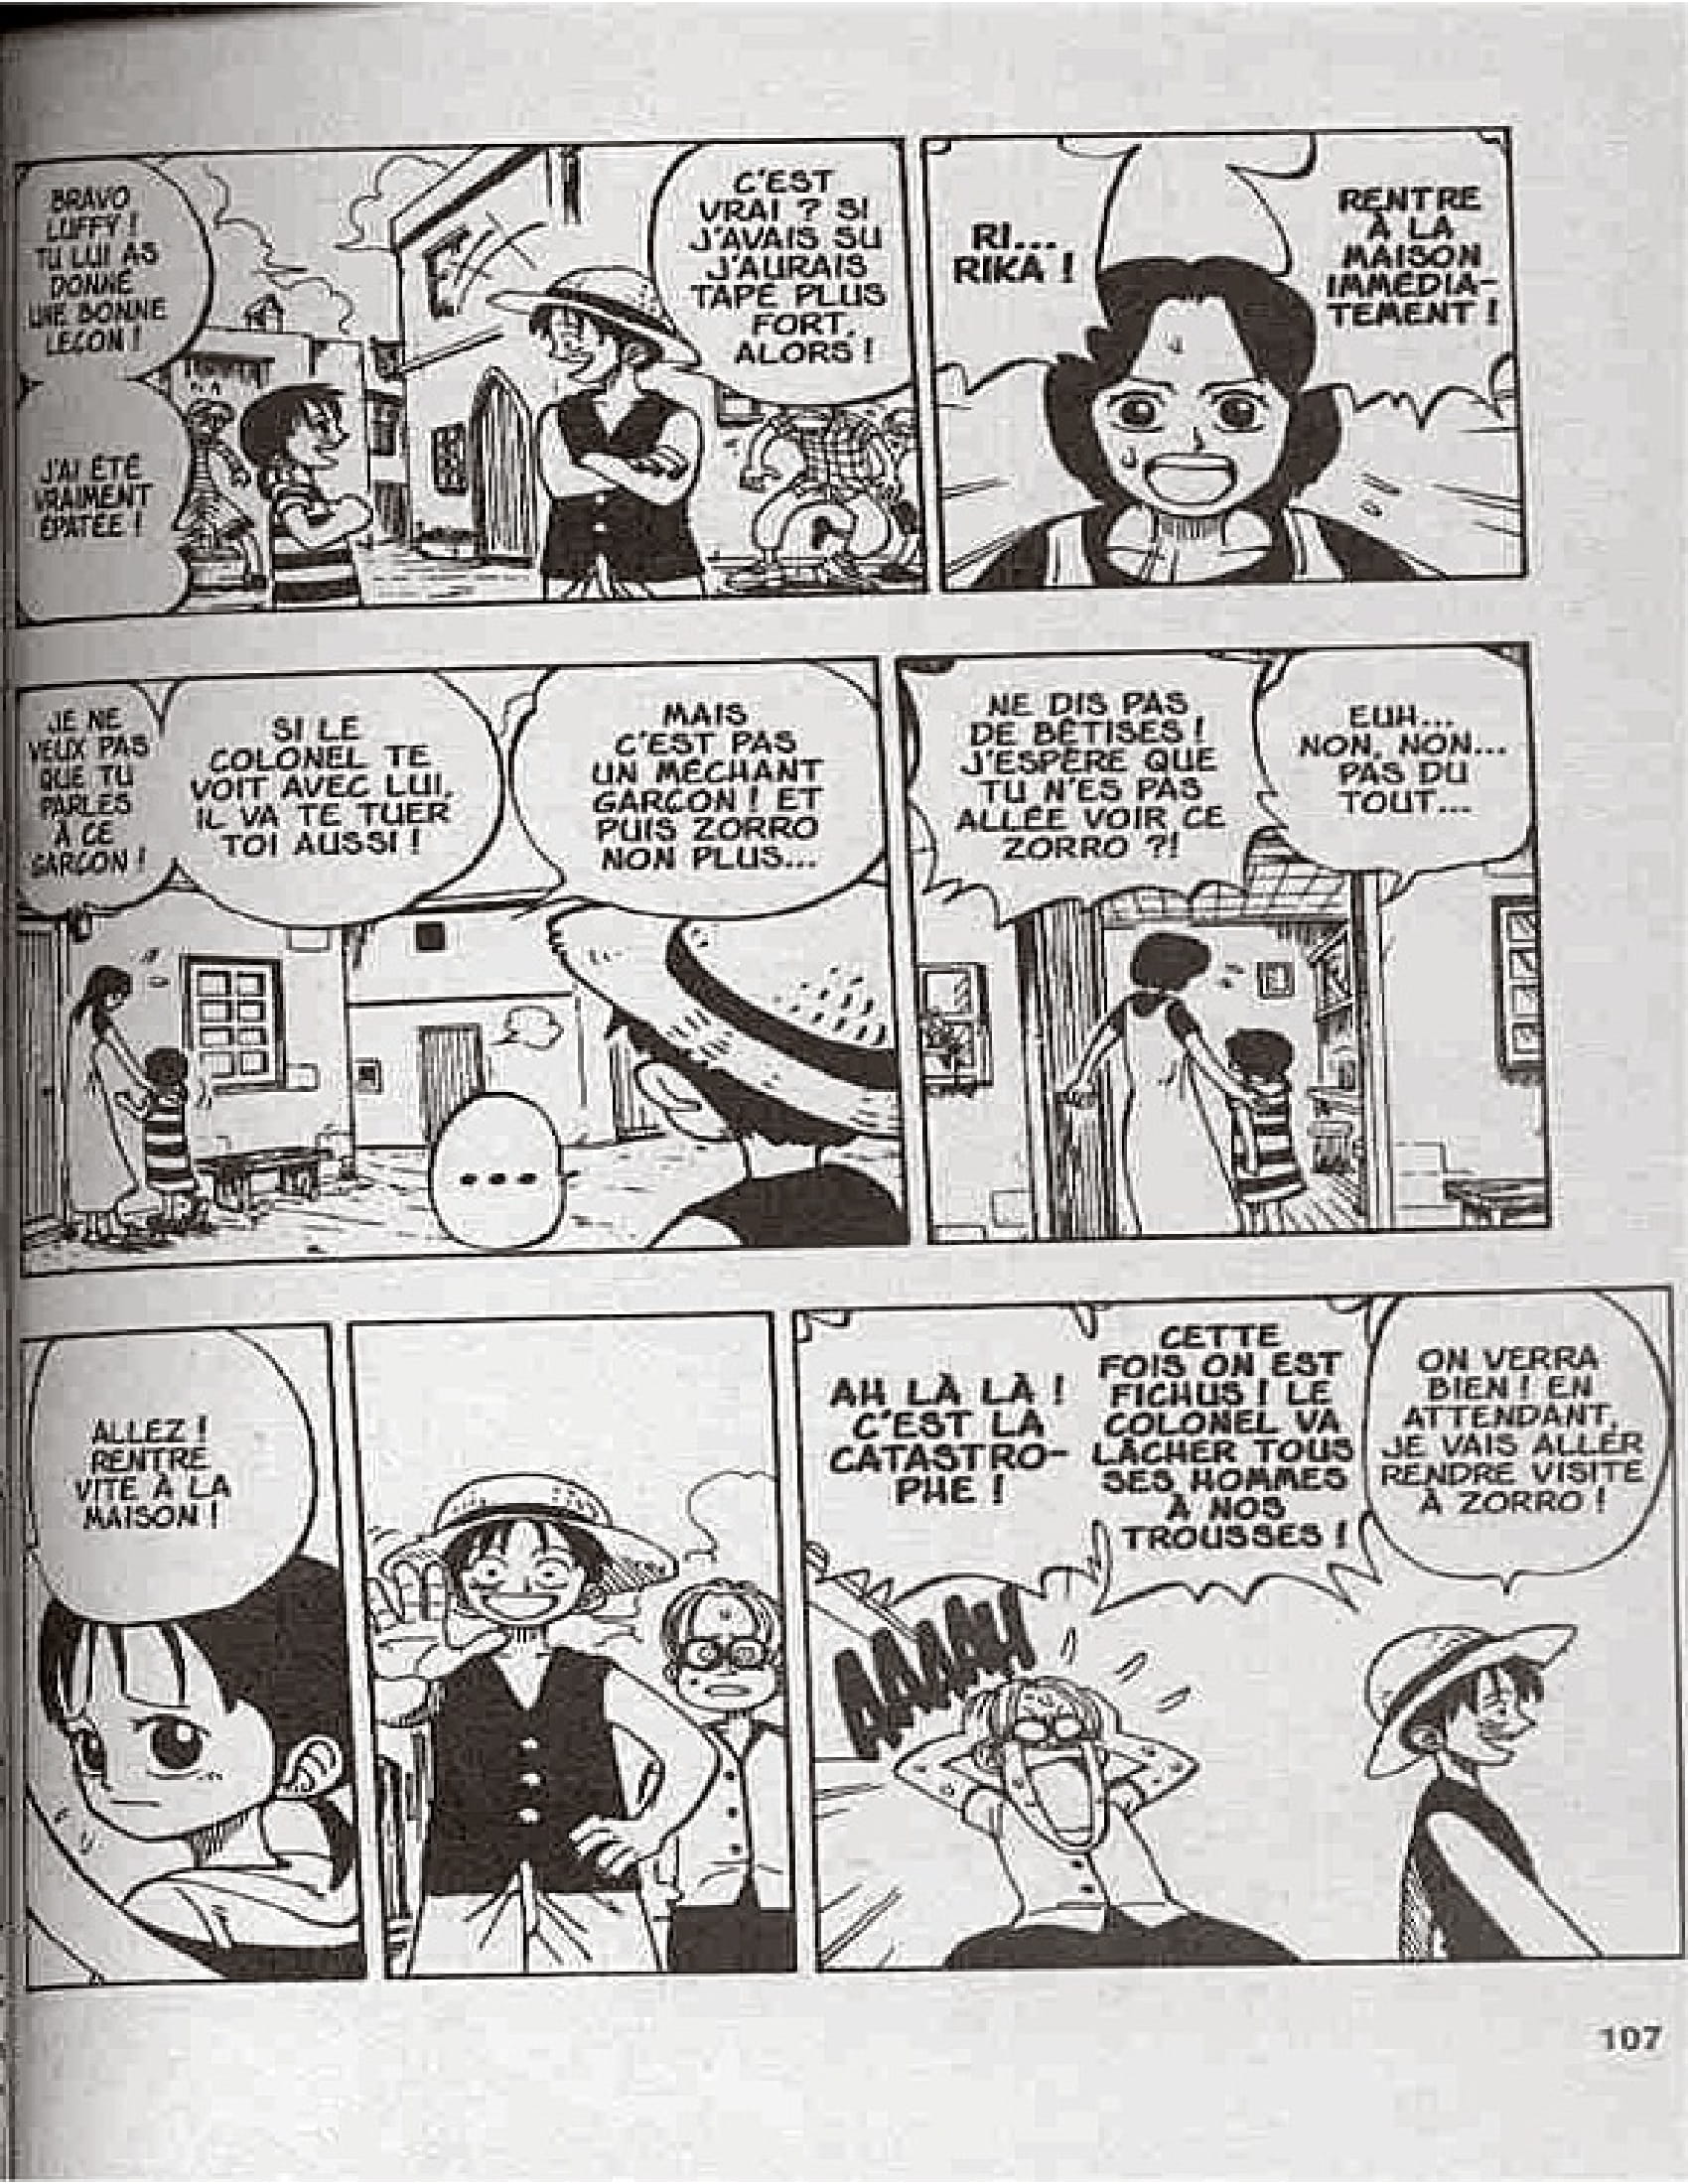 BRAVO
LUFFY !
TU LUI AS
DONNÉ
UNE BONNE
LEÇON !
J'AI ÉTÉ
VRAIMENT
ÉPATÉE !
C'EST
VRAI ? SI
J'AVAIS SU
J'AURAIS
TAPÉ PLUS
FORT,
ALORS !
RI...
RIKA !
RENTRE
À LA
MAISON
IMMÉDIA-
TEMENT !
JE NE
VEUX PAS
QUE TU
PARLES
À CE
GARÇON !
SI LE
COLONEL TE
VOIT AVEC LUI,
IL VA TE TUER
TOI AUSSI !
MAIS
C'EST PAS
UN MÉCHANT
GARÇON ! ET
PUIS ZORRO
NON PLUS...
...
NE DIS PAS
DE BÊTISES !
J'ESPÈRE QUE
TU N'ES PAS
ALLÉE VOIR CE
ZORRO ?!
EUH...
NON, NON...
PAS DU
TOUT...
ALLEZ !
RENTRE
VITE À LA
MAISON !
AH LÀ LÀ !
C'EST LA
CATASTRO-
PHE !
CETTE
FOIS ON EST
FICHUS ! LE
COLONEL VA
LÂCHER TOUS
SES HOMMES
À NOS
TROUSSES !
AAAAH
ON VERRA
BIEN ! EN
ATTENDANT,
JE VAIS ALLER
RENDRE VISITE
À ZORRO !
107